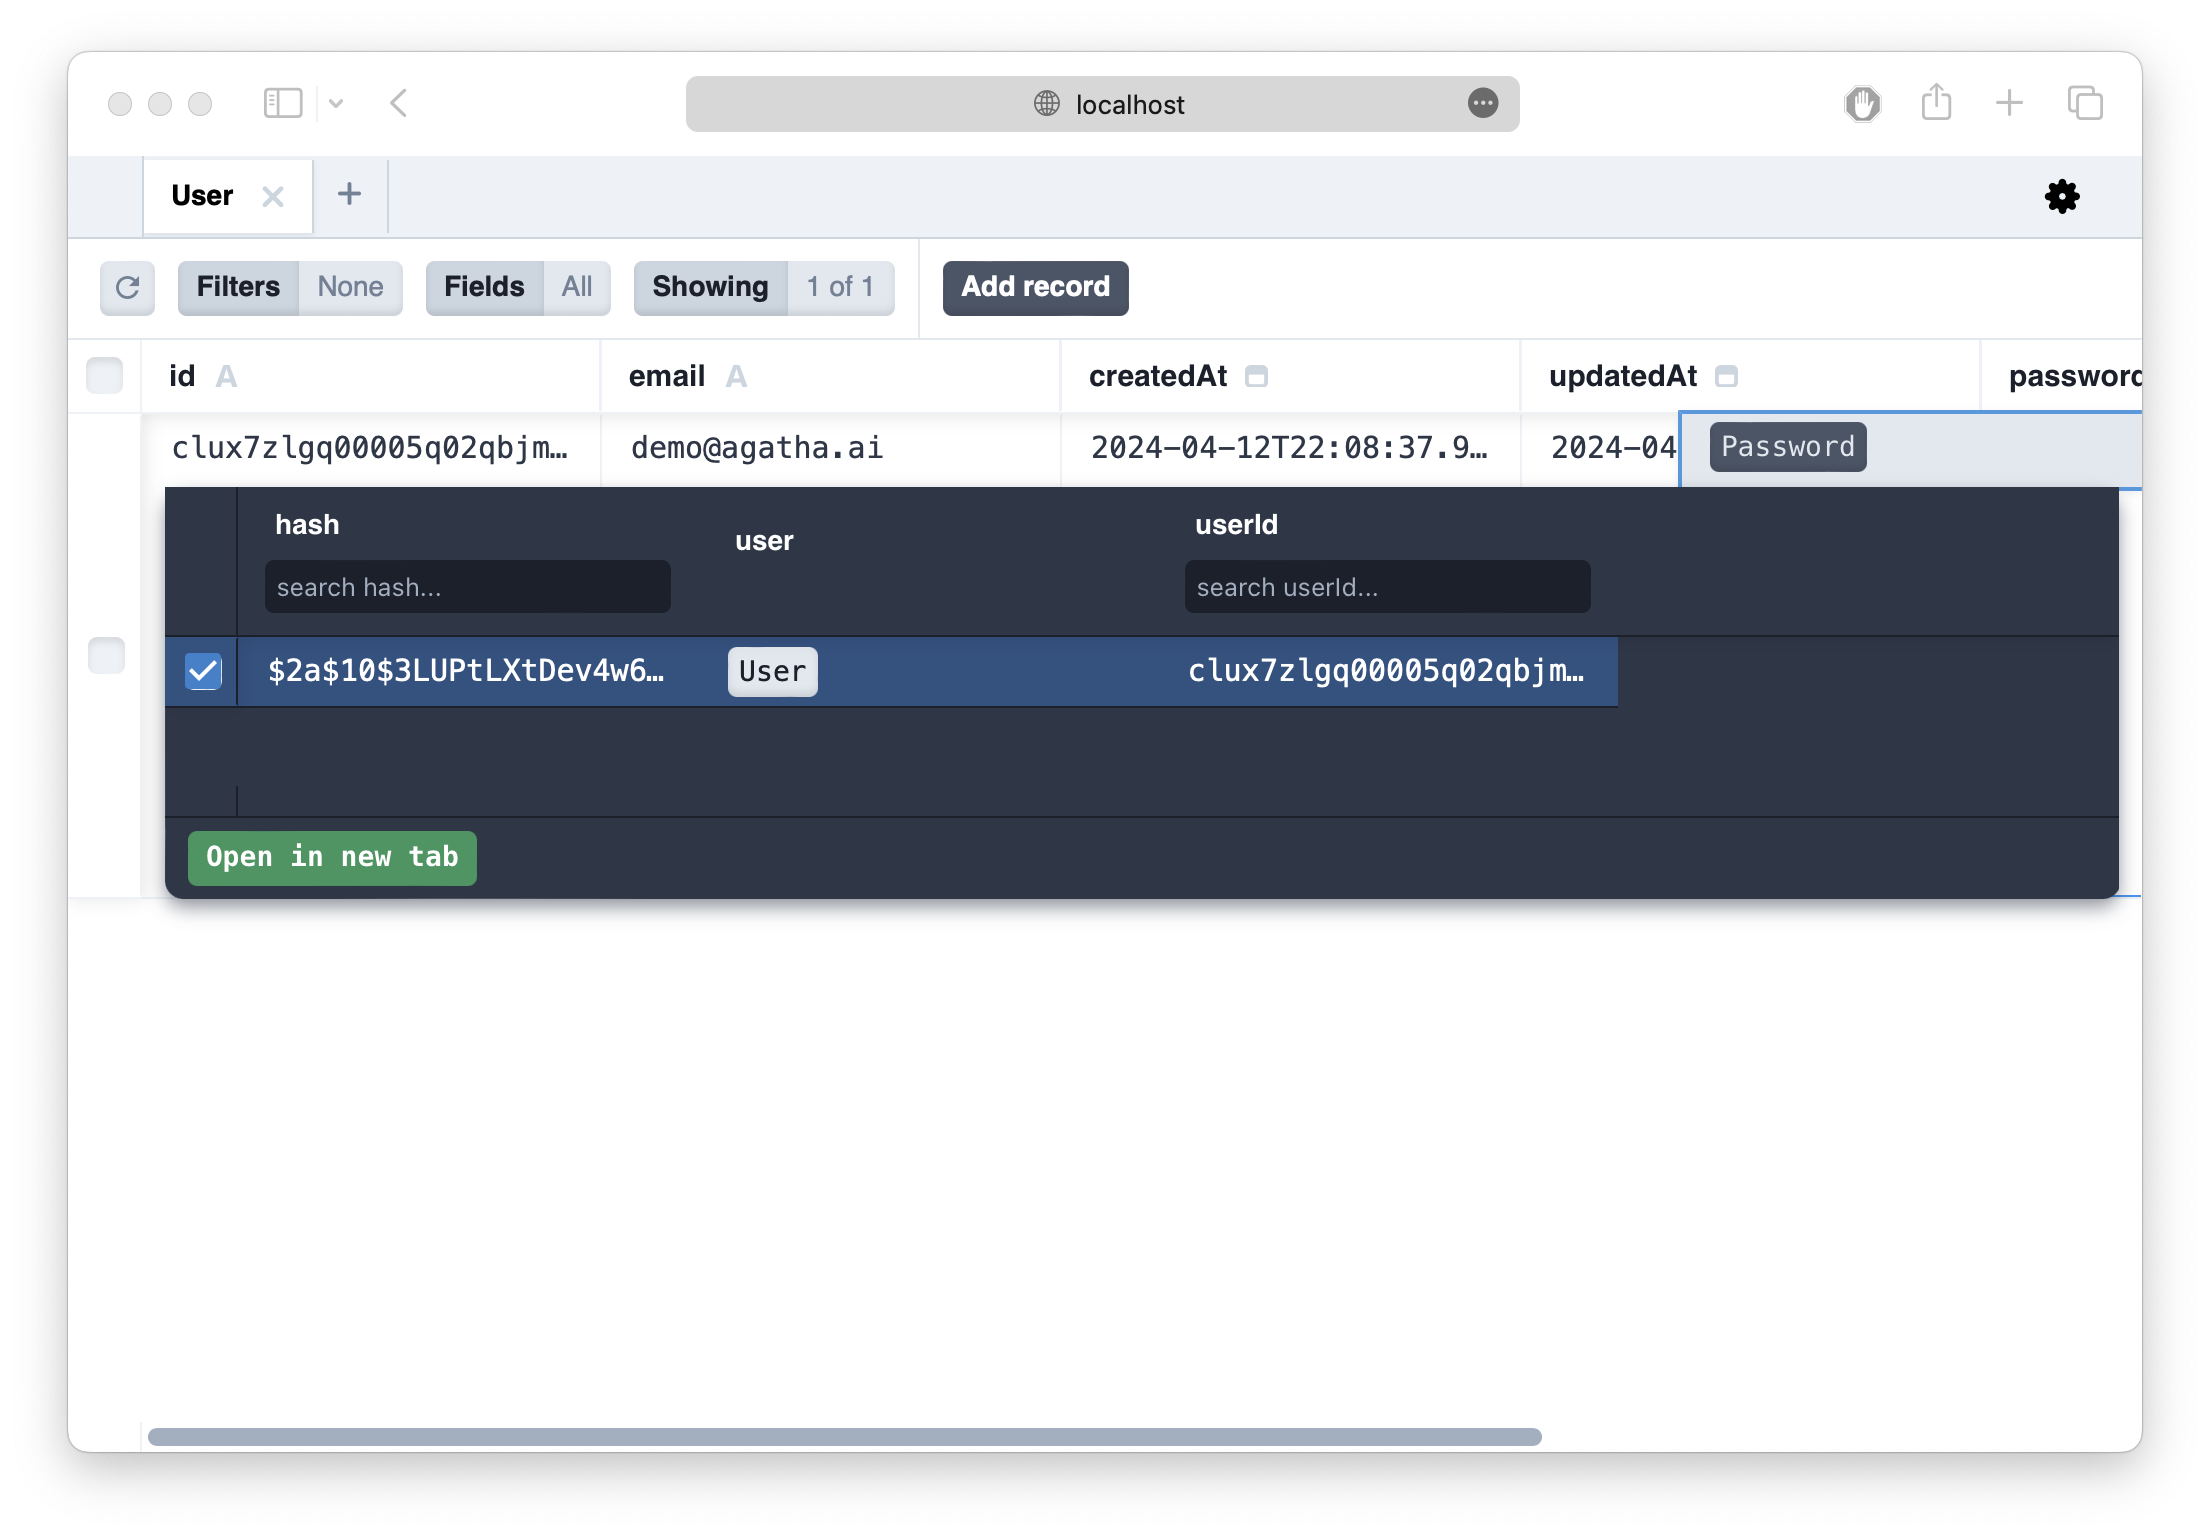 localhost
User
Filters None Fields All Showing 1 of 1 Add record
id A email A createdAt updatedAt password
clux7zlgq00005q02qbjm… demo@agatha.ai 2024-04-12T22:08:37.9… 2024-04 Password
hash user userId
search hash... search userId...
$2a$10$3LUPtLXtDev4w6… User clux7zlgq00005q02qbjm…
Open in new tab